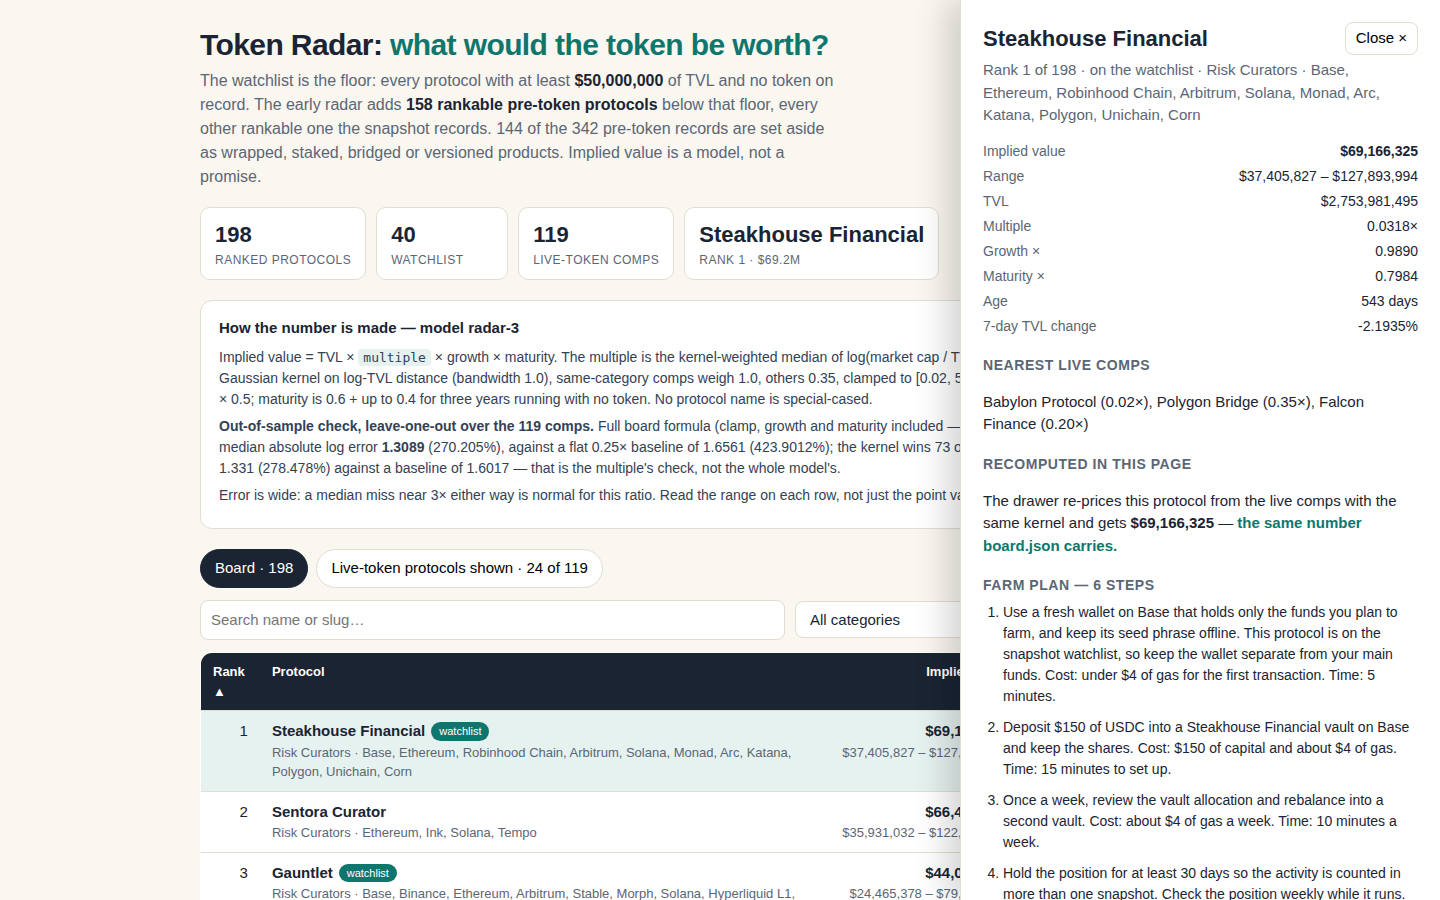 Token Radar: what would the token be worth?
The watchlist is the floor: every protocol with at least $50,000,000 of TVL and no token on
record. The early radar adds 158 rankable pre-token protocols below that floor, every
other rankable one the snapshot records. 144 of the 342 pre-token records are set aside
as wrapped, staked, bridged or versioned products. Implied value is a model, not a
promise.
198
RANKED PROTOCOLS
40
WATCHLIST
119
LIVE-TOKEN COMPS
Steakhouse Financial
RANK 1 · $69.2M
How the number is made — model radar-3
Implied value = TVL × multiple × growth × maturity. The multiple is the kernel-weighted median of log(market cap / T
Gaussian kernel on log-TVL distance (bandwidth 1.0), same-category comps weigh 1.0, others 0.35, clamped to [0.02, 5
× 0.5; maturity is 0.6 + up to 0.4 for three years running with no token. No protocol name is special-cased.
Out-of-sample check, leave-one-out over the 119 comps. Full board formula (clamp, growth and maturity included —
median absolute log error 1.3089 (270.205%), against a flat 0.25× baseline of 1.6561 (423.9012%); the kernel wins 73 o
1.331 (278.478%) against a baseline of 1.6017 — that is the multiple's check, not the whole model's.
Error is wide: a median miss near 3× either way is normal for this ratio. Read the range on each row, not just the point va
Board · 198
Live-token protocols shown · 24 of 119
Search name or slug…
All categories
Rank ▲ Protocol Implie
1 Steakhouse Financial watchlist $69,1
Risk Curators · Base, Ethereum, Robinhood Chain, Arbitrum, Solana, Monad, Arc, Katana, $37,405,827 – $127,
Polygon, Unichain, Corn
2 Sentora Curator $66,4
Risk Curators · Ethereum, Ink, Solana, Tempo $35,931,032 – $122,
3 Gauntlet watchlist $44,0
Risk Curators · Base, Binance, Ethereum, Arbitrum, Stable, Morph, Solana, Hyperliquid L1, $24,465,378 – $79,
Steakhouse Financial
Close ×
Rank 1 of 198 · on the watchlist · Risk Curators · Base,
Ethereum, Robinhood Chain, Arbitrum, Solana, Monad, Arc,
Katana, Polygon, Unichain, Corn
Implied value $69,166,325
Range $37,405,827 – $127,893,994
TVL $2,753,981,495
Multiple 0.0318×
Growth × 0.9890
Maturity × 0.7984
Age 543 days
7-day TVL change -2.1935%
NEAREST LIVE COMPS
Babylon Protocol (0.02×), Polygon Bridge (0.35×), Falcon
Finance (0.20×)
RECOMPUTED IN THIS PAGE
The drawer re-prices this protocol from the live comps with the
same kernel and gets $69,166,325 — the same number
board.json carries.
FARM PLAN — 6 STEPS
1. Use a fresh wallet on Base that holds only the funds you plan to
farm, and keep its seed phrase offline. This protocol is on the
snapshot watchlist, so keep the wallet separate from your main
funds. Cost: under $4 of gas for the first transaction. Time: 5
minutes.
2. Deposit $150 of USDC into a Steakhouse Financial vault on Base
and keep the shares. Cost: $150 of capital and about $4 of gas.
Time: 15 minutes to set up.
3. Once a week, review the vault allocation and rebalance into a
second vault. Cost: about $4 of gas a week. Time: 10 minutes a
week.
4. Hold the position for at least 30 days so the activity is counted in
more than one snapshot. Check the position weekly while it runs.